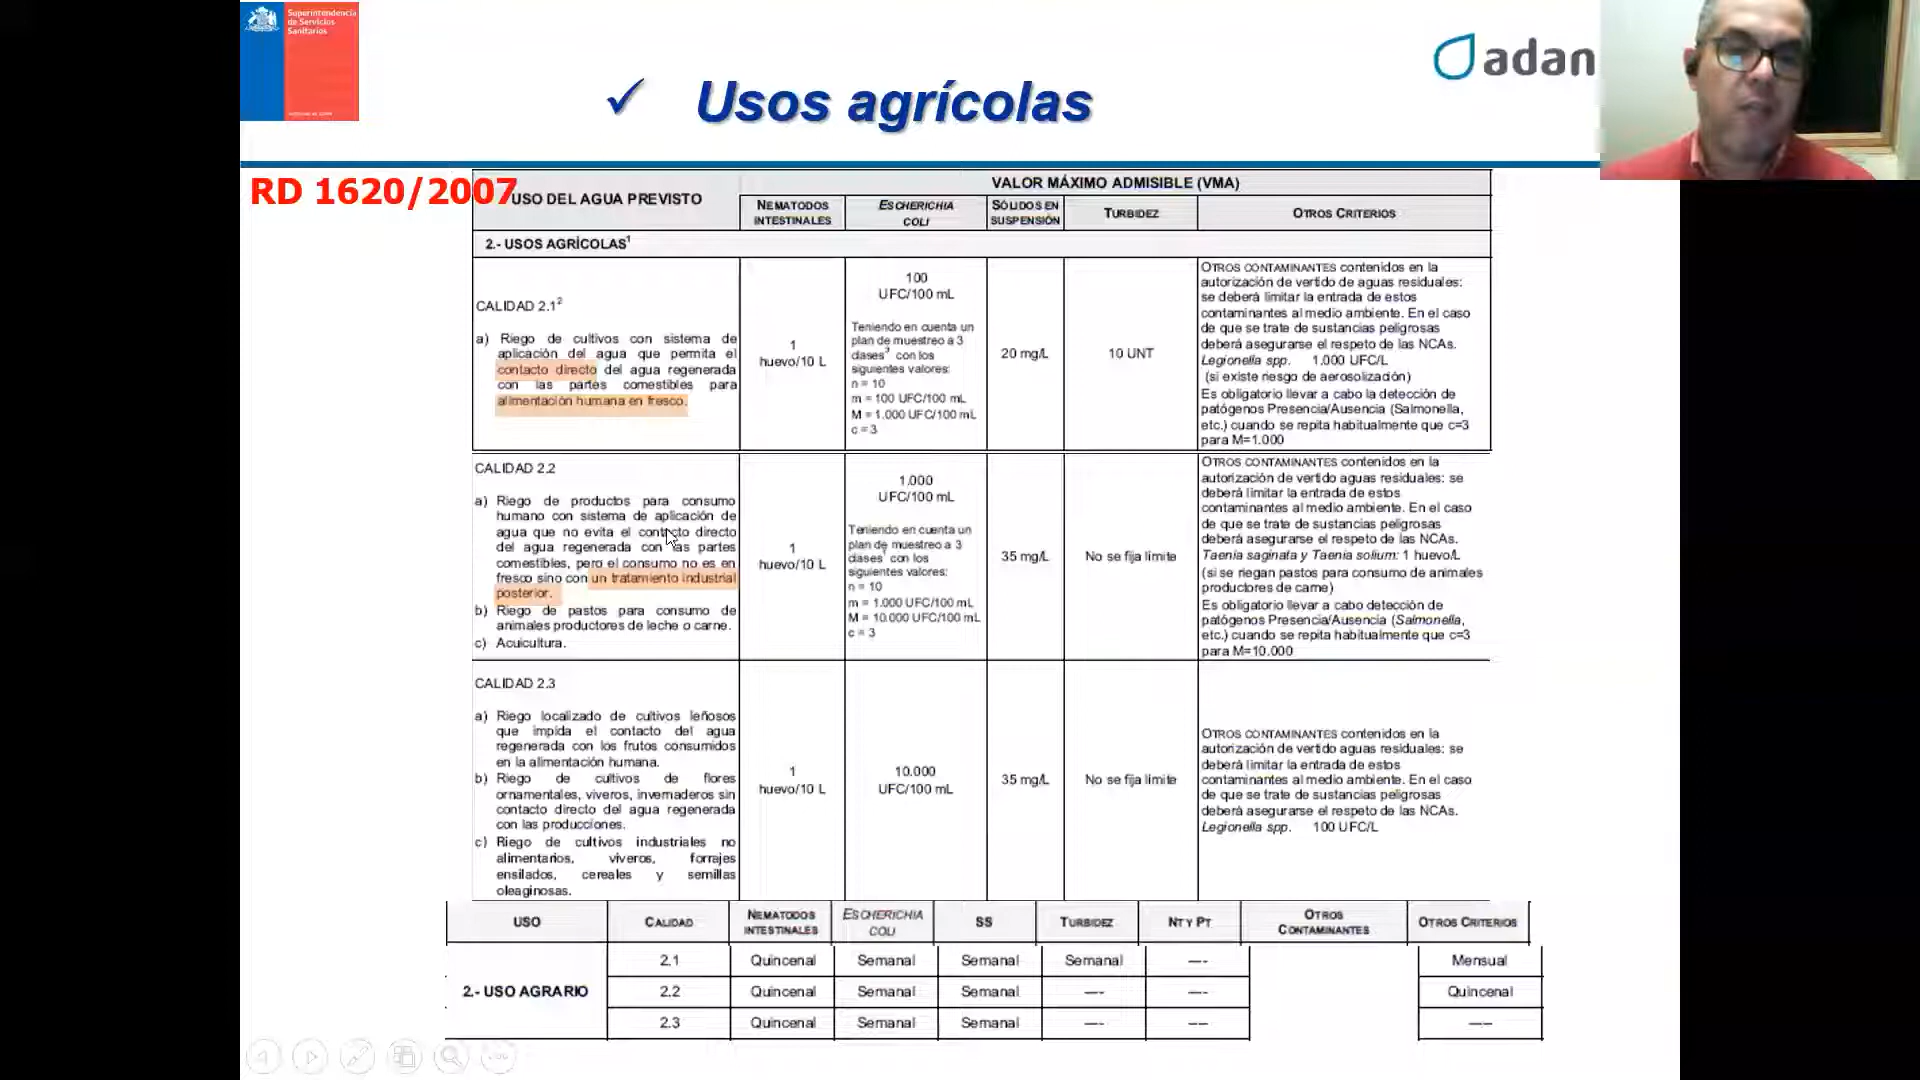 Superintendencia
de Servicios
Sanitarios
adan
✓ Usos agrícolas
RD 1620/2007
USO DEL AGUA PREVISTO
VALOR MÁXIMO ADMISIBLE (VMA)
NEMATODOS
INTESTINALES
ESCHERICHIA
COLI
SÓLIDOS EN
SUSPENSIÓN
TURBIDEZ
OTROS CRITERIOS
2.- USOS AGRÍCOLAS1
CALIDAD 2.12
a) Riego de cultivos con sistema de
aplicación del agua que permita el
contacto directo del agua regenerada
con las partes comestibles para
alimentación humana en fresco.
1
huevo/10 L
100
UFC/100 mL
Teniendo en cuenta un
plan de muestreo a 3
clases3 con los
siguientes valores:
n = 10
m = 100 UFC/100 mL
M = 1.000 UFC/100 mL
c = 3
20 mg/L
10 UNT
OTROS CONTAMINANTES contenidos en la
autorización de vertido de aguas residuales:
se deberá limitar la entrada de estos
contaminantes al medio ambiente. En el caso
de que se trate de sustancias peligrosas
deberá asegurarse el respeto de las NCAs.
Legionella spp. 1.000 UFC/L
(si existe riesgo de aerosolización)
Es obligatorio llevar a cabo la detección de
patógenos Presencia/Ausencia (Salmonella,
etc.) cuando se repita habitualmente que c=3
para M=1.000
CALIDAD 2.2
a) Riego de productos para consumo
humano con sistema de aplicación de
agua que no evita el contacto directo
del agua regenerada con las partes
comestibles, pero el consumo no es en
fresco sino con un tratamiento industrial
posterior.
b) Riego de pastos para consumo de
animales productores de leche o carne.
c) Acuicultura.
1
huevo/10 L
1.000
UFC/100 mL
Teniendo en cuenta un
plan de muestreo a 3
clases con los
siguientes valores:
n = 10
m = 1.000 UFC/100 mL
M = 10.000 UFC/100 mL
c = 3
35 mg/L
No se fija límite
OTROS CONTAMINANTES contenidos en la
autorización de vertido aguas residuales: se
deberá limitar la entrada de estos
contaminantes al medio ambiente. En el caso
de que se trate de sustancias peligrosas
deberá asegurarse el respeto de las NCAs.
Taenia saginata y Taenia solium: 1 huevo/L
(si se riegan pastos para consumo de animales
productores de carne)
Es obligatorio llevar a cabo detección de
patógenos Presencia/Ausencia (Salmonella,
etc.) cuando se repita habitualmente que c=3
para M=10.000
CALIDAD 2.3
a) Riego localizado de cultivos leñosos
que impida el contacto del agua
regenerada con los frutos consumidos
en la alimentación humana.
b) Riego de cultivos de flores
ornamentales, viveros, invernaderos sin
contacto directo del agua regenerada
con las producciones.
c) Riego de cultivos industriales no
alimentarios, viveros, forrajes
ensilados, cereales y semillas
oleaginosas.
1
huevo/10 L
10.000
UFC/100 mL
35 mg/L
No se fija límite
OTROS CONTAMINANTES contenidos en la
autorización de vertido aguas residuales: se
deberá limitar la entrada de estos
contaminantes al medio ambiente. En el caso
de que se trate de sustancias peligrosas
deberá asegurarse el respeto de las NCAs.
Legionella spp. 100 UFC/L
USO
CALIDAD
NEMATODOS
INTESTINALES
ESCHERICHIA
COLI
SS
TURBIDEZ
NT Y PT
OTROS
CONTAMINANTES
OTROS CRITERIOS
2.- USO AGRARIO
2.1 Quincenal Semanal Semanal Semanal ---- Mensual
2.2 Quincenal Semanal Semanal ---- ---- Quincenal
2.3 Quincenal Semanal Semanal ---- ---- ----